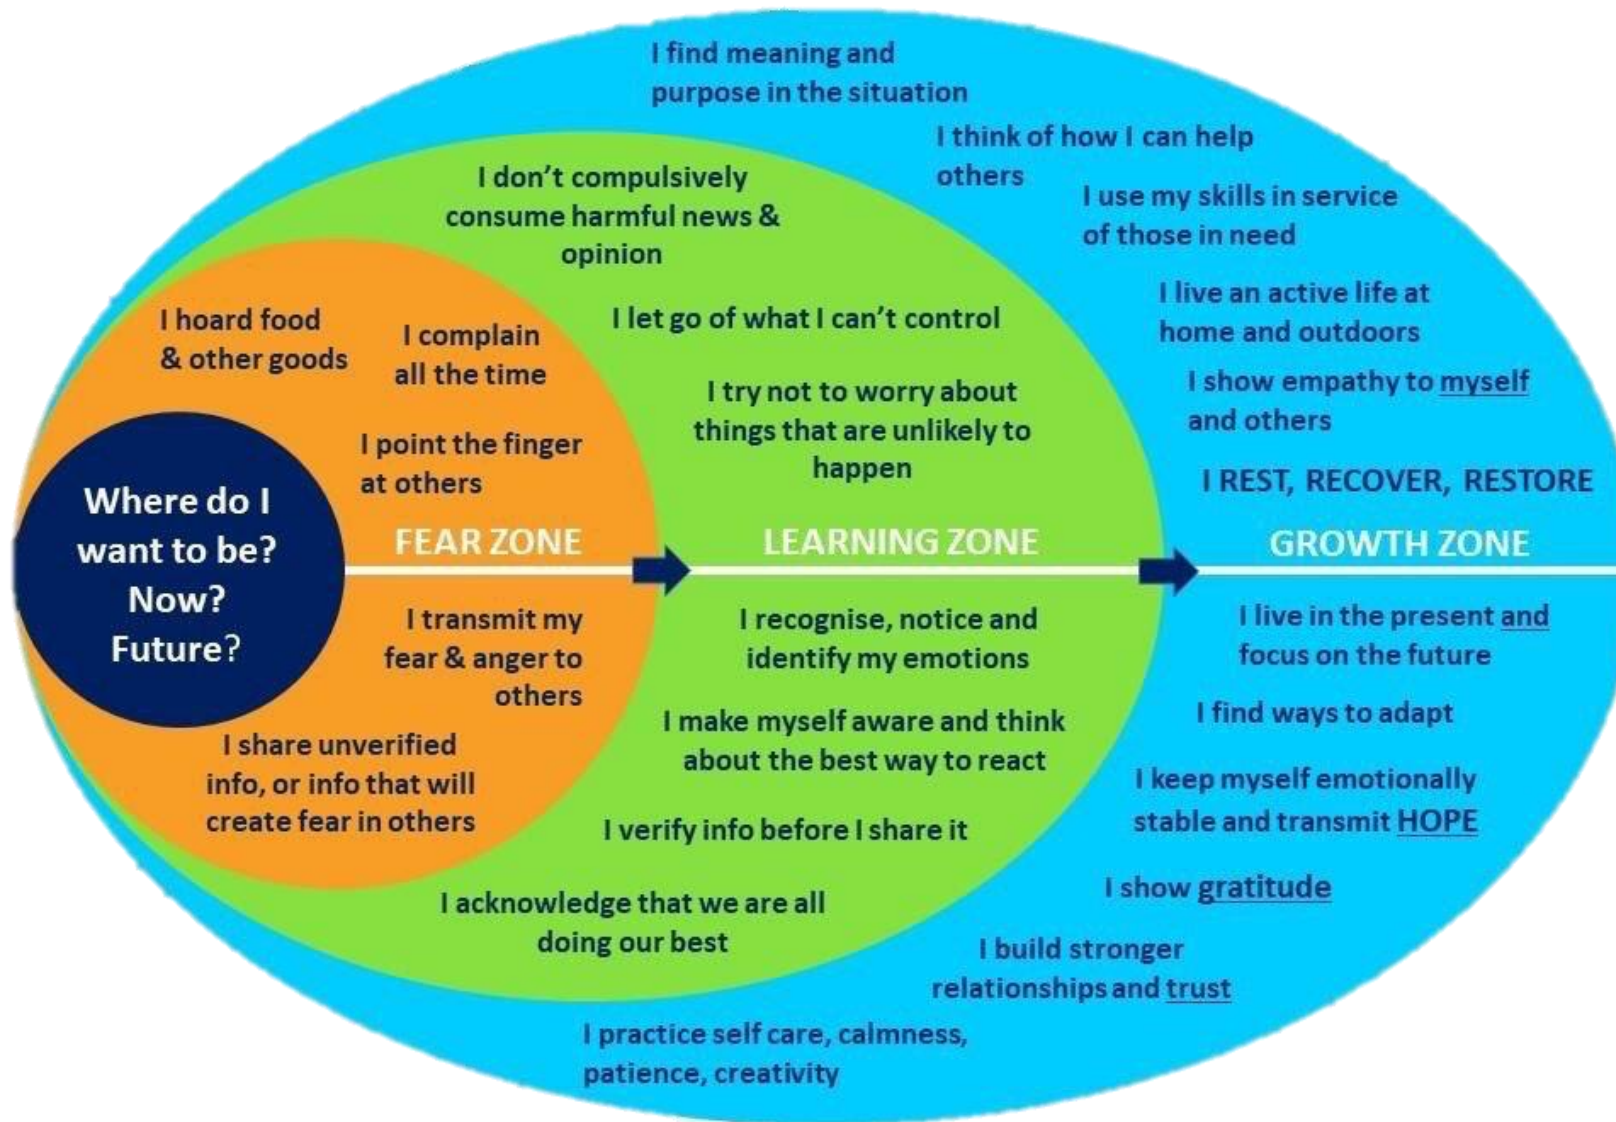 I find meaning and
purpose in the situation
I think of how I can help
others
I use my skills in service
of those in need
I live an active life at
home and outdoors
I show empathy to myself
and others
I REST, RECOVER, RESTORE
I don't compulsively
consume harmful news &
opinion
I let go of what I can't control
I try not to worry about
things that are unlikely to
happen
I hoard food
& other goods
I complain
all the time
I point the finger
at others
Where do I
want to be?
Now?
Future?
FEAR ZONE
LEARNING ZONE
GROWTH ZONE
I transmit my
fear & anger to
others
I share unverified
info, or info that will
create fear in others
I recognise, notice and
identify my emotions
I make myself aware and think
about the best way to react
I verify info before I share it
I acknowledge that we are all
doing our best
I live in the present and
focus on the future
I find ways to adapt
I keep myself emotionally
stable and transmit HOPE
I show gratitude
I build stronger
relationships and trust
I practice self care, calmness,
patience, creativity